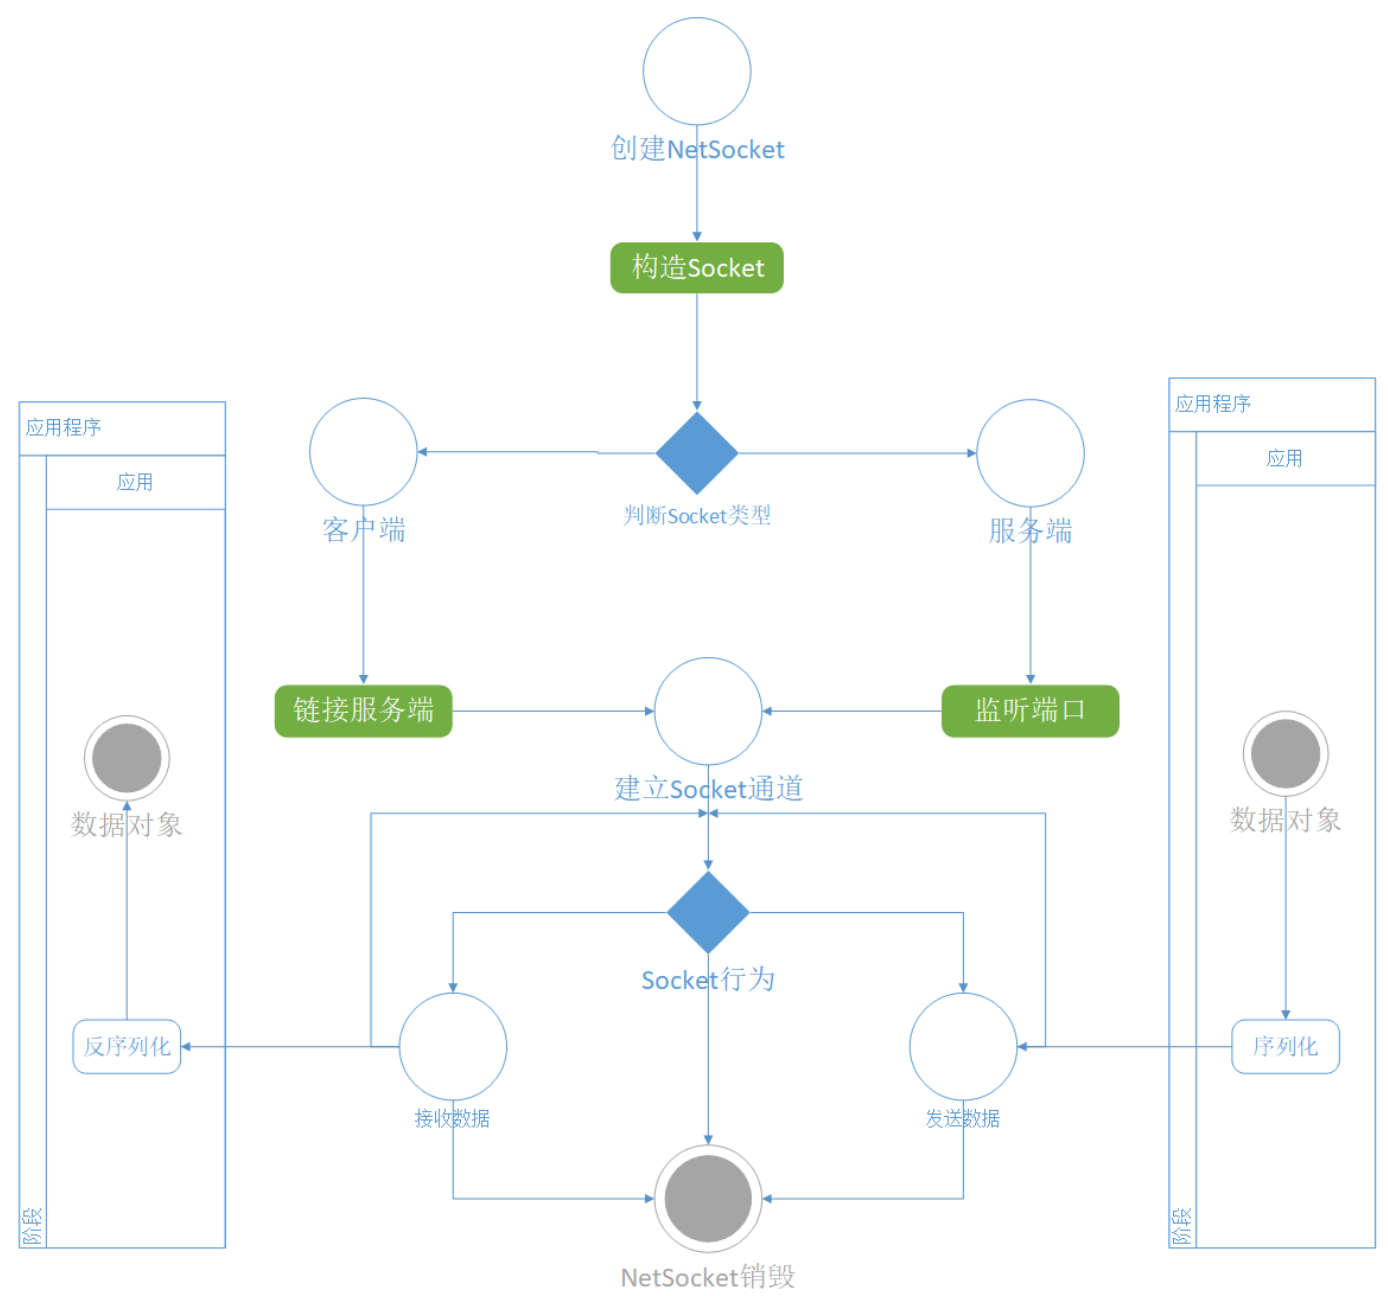 创建NetSocket
构造Socket
应用程序
应用程序
应用
应用
判断Socket类型
客户端
服务端
链接服务端
监听端口
建立Socket通道
数据对象
数据对象
Socket行为
反序列化
序列化
接收数据
发送数据
阶段
阶段
NetSocket销毁